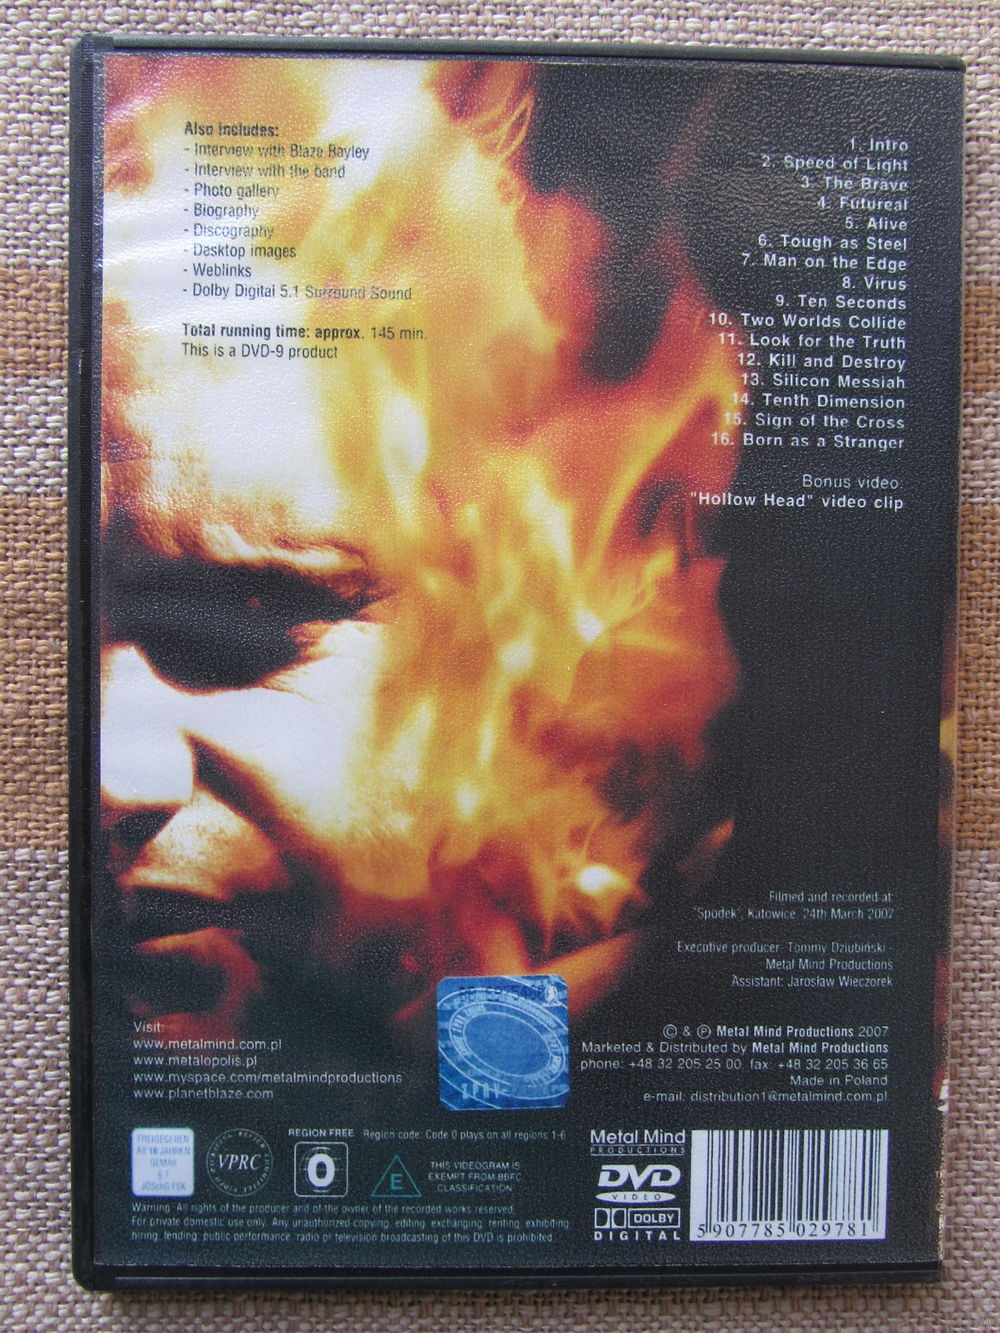 Also includes:
- Interview with Blaze Bayley
- Interview with the band
- Photo gallery
- Biography
- Discography
- Desktop images
- Weblinks
- Dolby Digital 5.1 Surround Sound
Total running time: approx. 145 min.
This is a DVD-9 product
1. Intro
2. Speed of Light
3. The Brave
4. Futureal
5. Alive
6. Tough as Steel
7. Man on the Edge
8. Virus
9. Ten Seconds
10. Two Worlds Collide
11. Look for the Truth
12. Kill and Destroy
13. Silicon Messiah
14. Tenth Dimension
15. Sign of the Cross
16. Born as a Stranger
Bonus video:
"Hollow Head" video clip
Filmed and recorded at:
"Spodek", Katowice, 24th March 2007
Executive producer: Tommy Dziubiński -
Metal Mind Productions
Assistant: Jarosław Wieczorek
Visit:
www.metalmind.com.pl
www.metalopolis.pl
www.myspace.com/metalmindproductions
www.planetblaze.com
© & ℗ Metal Mind Productions 2007
Marketed & Distributed by Metal Mind Productions
phone: +48 32 205 25 00, fax: +48 32 205 36 65
Made in Poland
e-mail: distribution1@metalmind.com.pl
ZPAV
FREIGEGEBEN
AB 16 JAHREN
GEMÄß
§ 7
JÖSchG FSK
VPRC
REGION FREE
0
Region code: Code 0 plays on all regions 1-6
E
THIS VIDEOGRAM IS
EXEMPT FROM BBFC
CLASSIFICATION
Warning: All rights of the producer and of the owner of the recorded works reserved.
For private domestic use only. Any unauthorized copying, editing, exchanging, renting, exhibiting,
hiring, lending, public performance, radio or television broadcasting of this DVD is prohibited
Metal Mind
PRODUCTIONS
DVD
VIDEO
DOLBY
DIGITAL
5 907785 029781